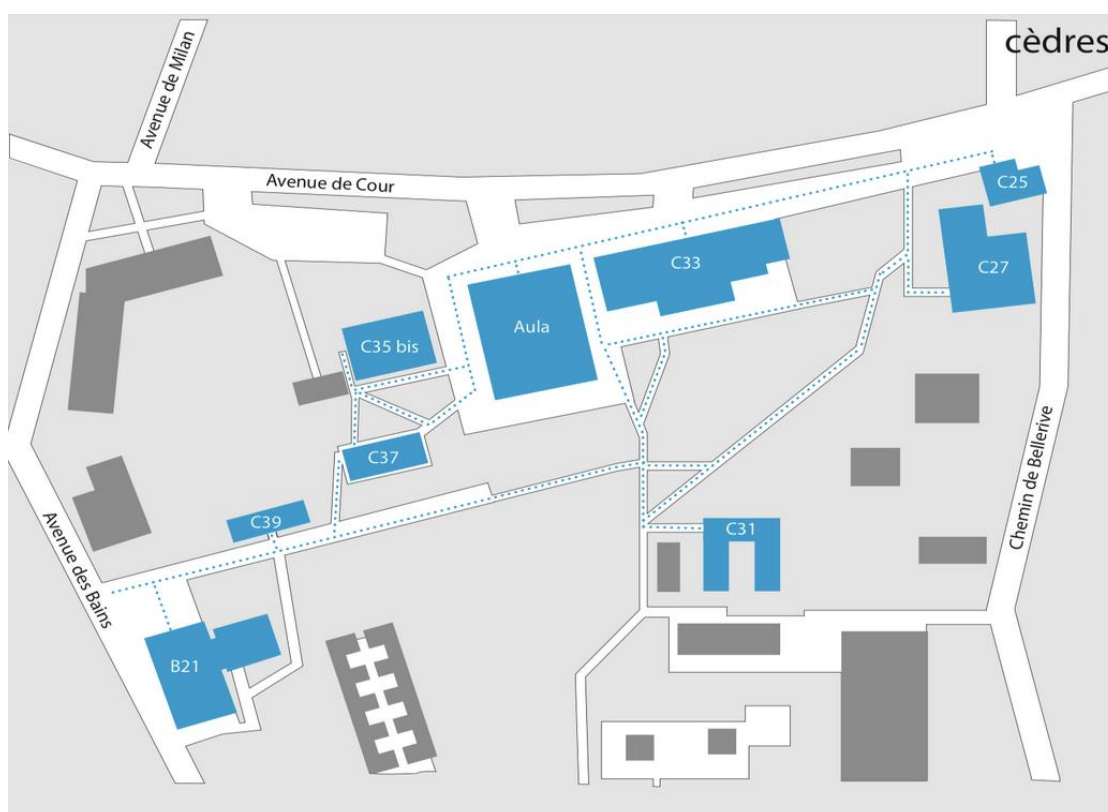 cèdres
Avenue de Milan
Avenue de Cour
C25
C33
C27
Aula
C35 bis
C37
C39
C31
Chemin de Bellerive
Avenue des Bains
B21